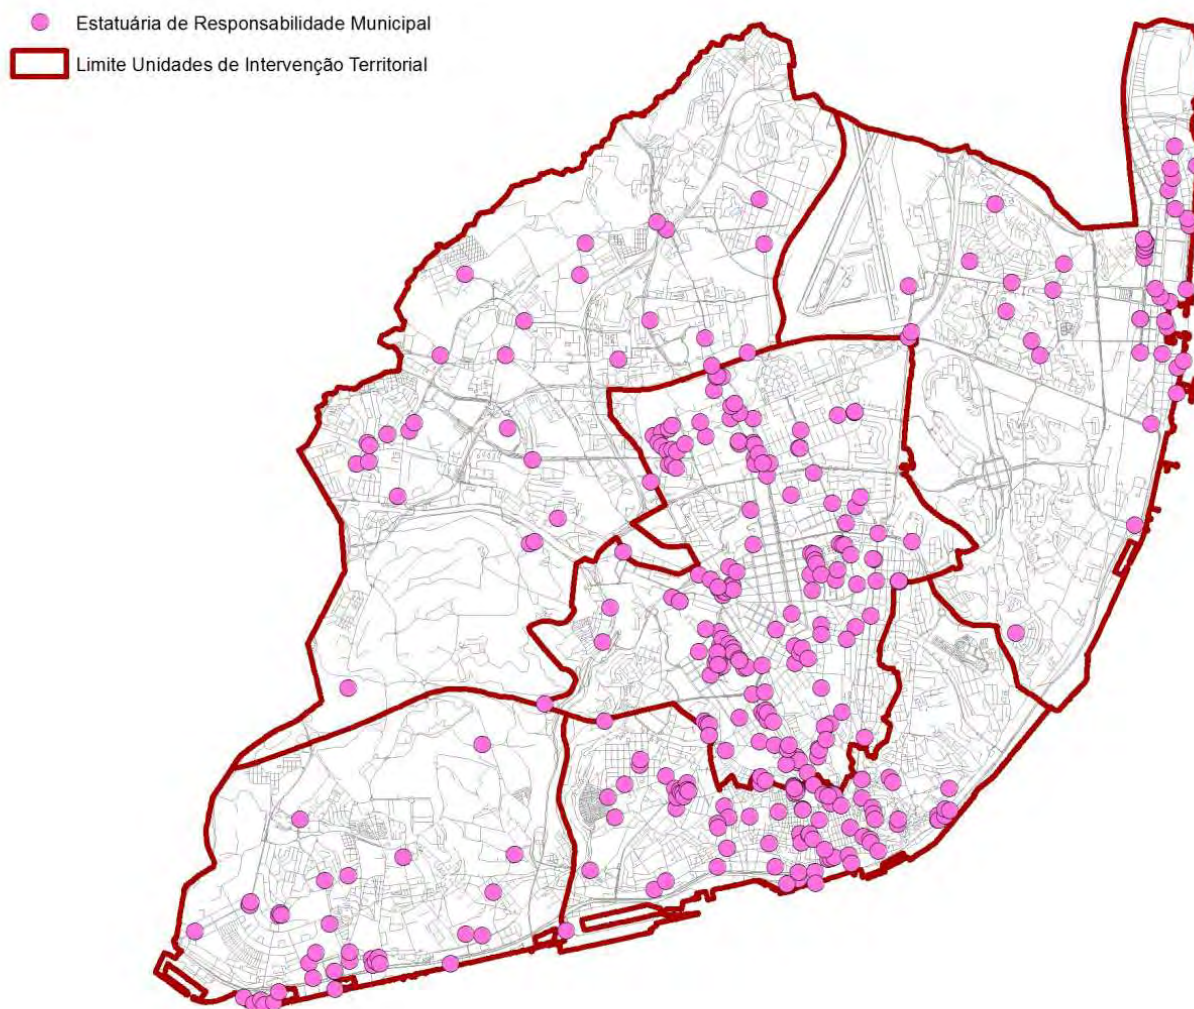 Estatuária de Responsabilidade Municipal
Limite Unidades de Intervenção Territorial